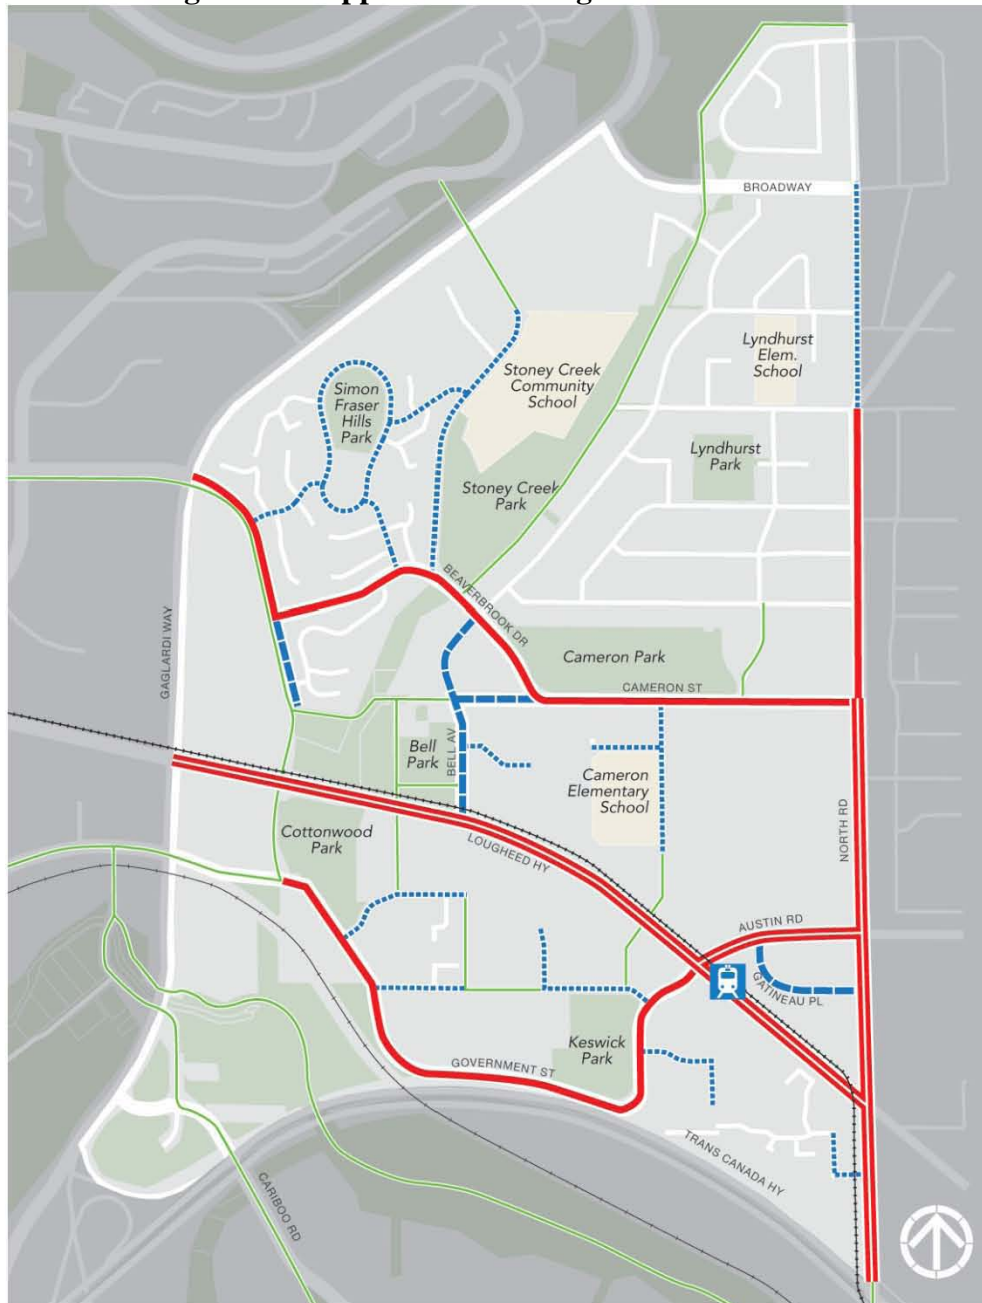 BROADWAY
Lyndhurst
Elem.
School
Stoney Creek
Community
School
Simon
Fraser
Hills
Park
Lyndhurst
Park
Stoney Creek
Park
BEAVERBROOK DR
GAGLARDI WAY
Cameron Park
CAMERON ST
Bell
Park
BELL AV
Cameron
Elementary
School
NORTH RD
Cottonwood
Park
LOUGHEED HY
AUSTIN RD
GATINEAU PL
Keswick
Park
GOVERNMENT ST
TRANS CANADA HY
CARIBOO RD